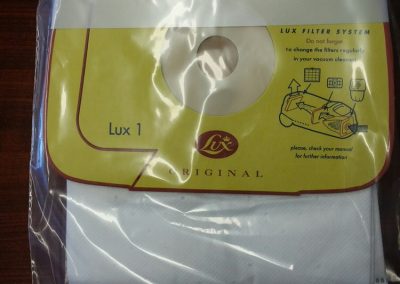 LUX FILTER SYSTEM
Do not forget
to change the filters regularly
in your vacuum cleaner!
Lux 1
Lux
please, check your manual
for further information
ORIGINAL